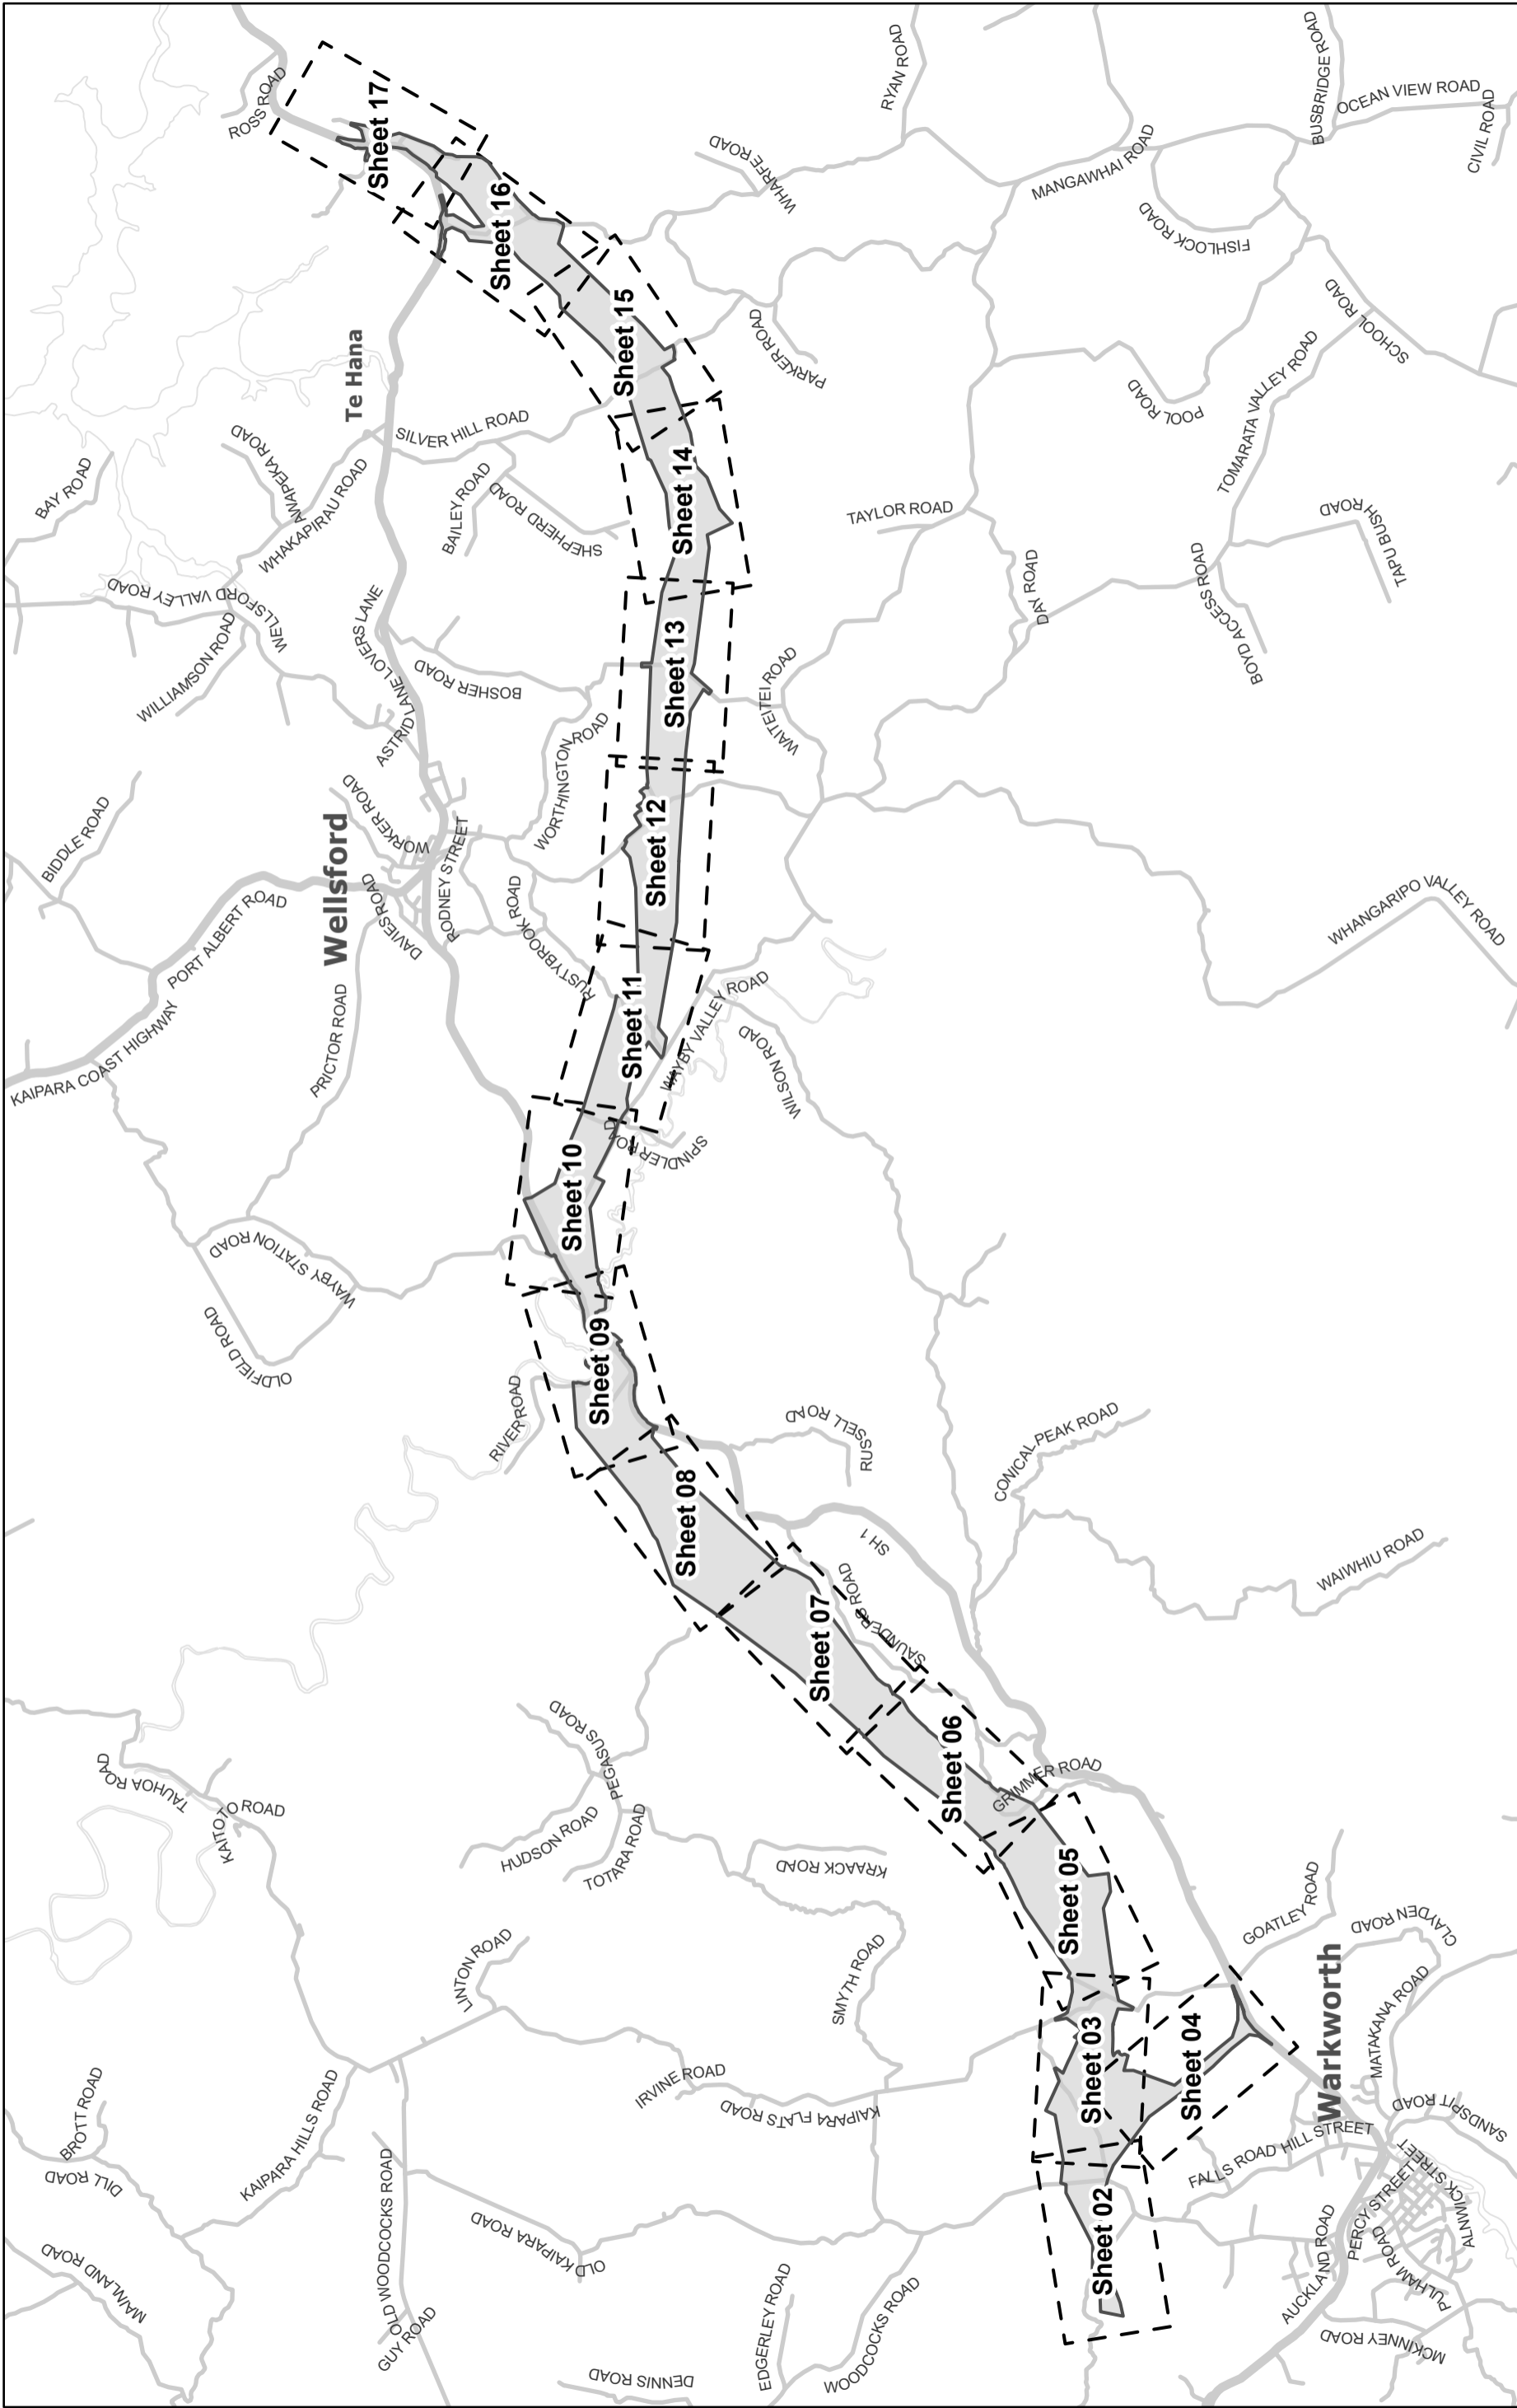 ROSS ROAD
Sheet 17
RYAN ROAD
BUSBRIDGE ROAD
OCEAN VIEW ROAD
CIVIL ROAD
WHARFE ROAD
MANGAWHAI ROAD
FISHLOCK ROAD
Sheet 16
Te Hana
Sheet 15
PARKER ROAD
SCHOOL ROAD
TOMARATA VALLEY ROAD
POOL ROAD
BAY ROAD
AWAPEKA ROAD
WHAKAPIRAU ROAD
SILVER HILL ROAD
BAILEY ROAD
SHEPHERD ROAD
Sheet 14
TAYLOR ROAD
TAPU BUSH ROAD
DAY ROAD
BOYD ACCESS ROAD
WELLSFORD VALLEY ROAD
WILLIAMSON ROAD
LOVERS LANE
ASTRID LANE
BOSHER ROAD
Sheet 13
WAITEITEI ROAD
WORTHINGTON ROAD
BIDDLE ROAD
WORKER ROAD
Wellsford
RODNEY STREET
DAVIES ROAD
Sheet 12
PORT ALBERT ROAD
RUSTYBROOK ROAD
WHANGARIPO VALLEY ROAD
KAIPARA COAST HIGHWAY
PRICTOR ROAD
Sheet 11
WAYBY VALLEY ROAD
WILSON ROAD
SPINDLER ROAD
Sheet 10
WAYBY STATION ROAD
OLDFIELD ROAD
Sheet 09
RIVER ROAD
RUSSELL ROAD
CONICAL PEAK ROAD
Sheet 08
SH 1
WAIWHIU ROAD
SAUNDERS ROAD
Sheet 07
TAUHOA ROAD
KAITOTO ROAD
PEGASUS ROAD
HUDSON ROAD
TOTARA ROAD
Sheet 06
GRIMMER ROAD
KRAACK ROAD
Sheet 05
GOATLEY ROAD
CLAYDEN ROAD
LINTON ROAD
SMYTH ROAD
Sheet 03
Sheet 04
Warkworth
MATAKANA ROAD
SANDSPIT ROAD
BROTT ROAD
DILL ROAD
KAIPARA HILLS ROAD
IRVINE ROAD
KAIPARA FLATS ROAD
HILL STREET
FALLS ROAD
OLD WOODCOCKS ROAD
OLD KAIPARA ROAD
Sheet 02
PERCY STREET
ALNWICK STREET
AUCKLAND ROAD
PULHAM ROAD
MAINLAND ROAD
GUY ROAD
EDGERLEY ROAD
WOODCOCKS ROAD
DENNIS ROAD
MCKINNEY ROAD